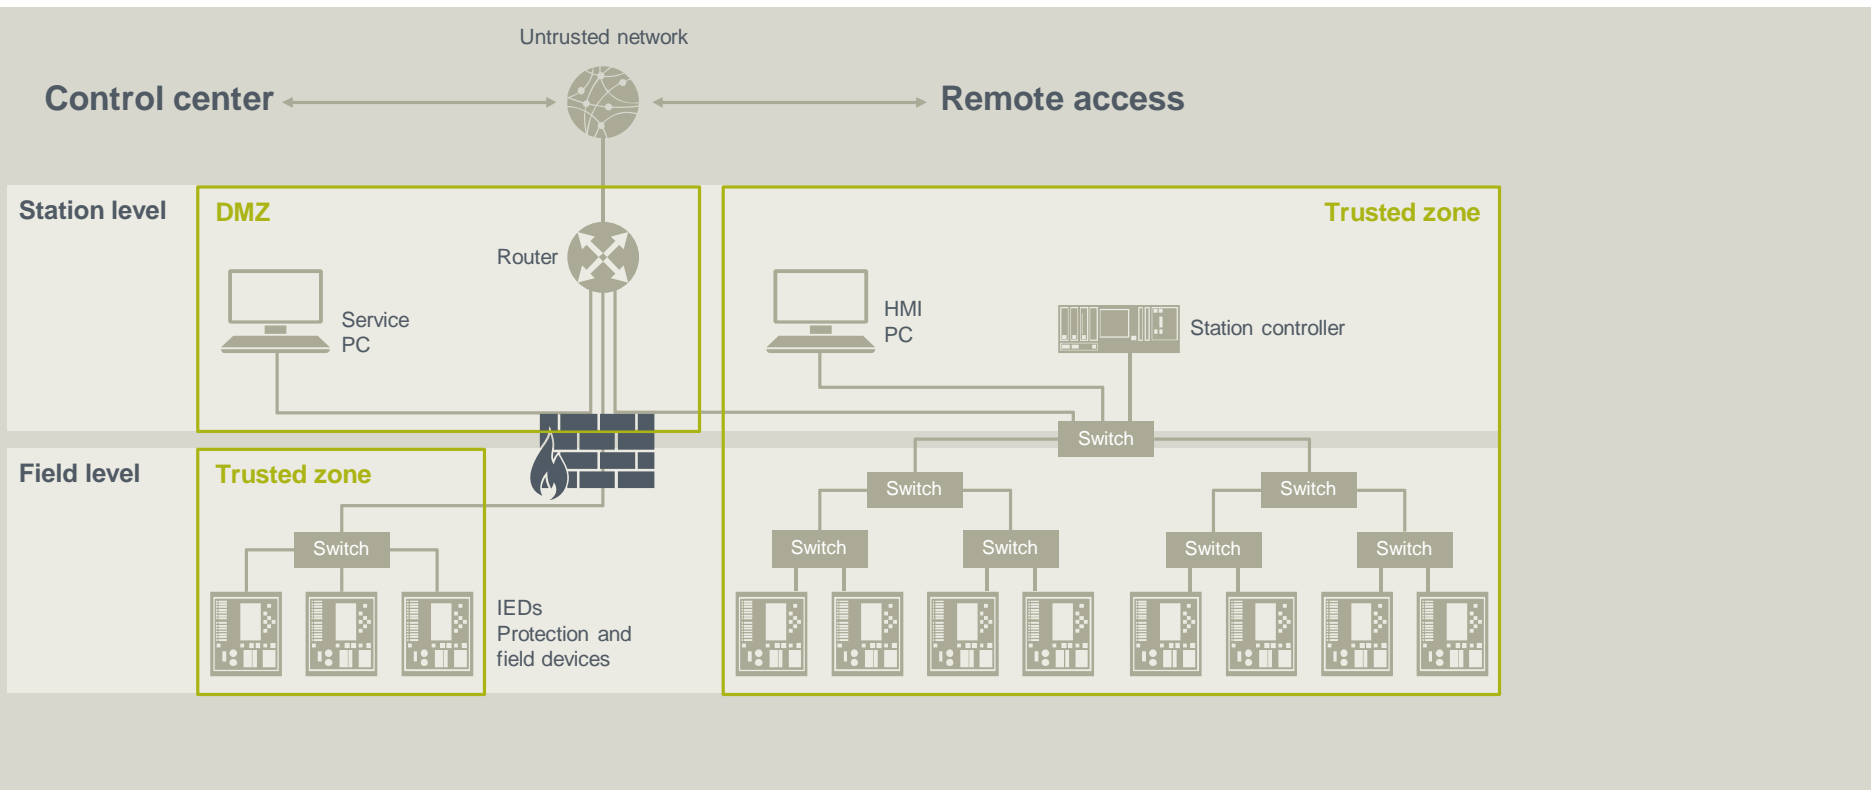 Untrusted network
Control center
Remote access
Station level
DMZ
Trusted zone
Router
Service
PC
HMI
PC
Station controller
Switch
Field level
Trusted zone
Switch
Switch
Switch
Switch
Switch
Switch
Switch
IEDs
Protection and
field devices